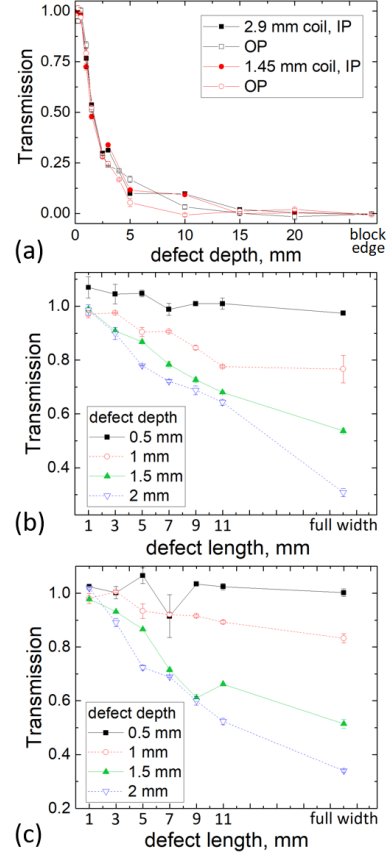 1.00
0.75
0.50
0.25
0.00
Transmission
2.9 mm coil, IP
OP
1.45 mm coil, IP
OP
0 5 10 15 20 block
edge
(a) defect depth, mm
1.0
0.8
0.6
0.4
Transmission
defect depth
0.5 mm
1 mm
1.5 mm
2 mm
1 3 5 7 9 11 full width
(b) defect length, mm
1.0
0.8
0.6
0.4
0.2
Transmission
defect depth
0.5 mm
1 mm
1.5 mm
2 mm
1 3 5 7 9 11 full width
(c) defect length, mm